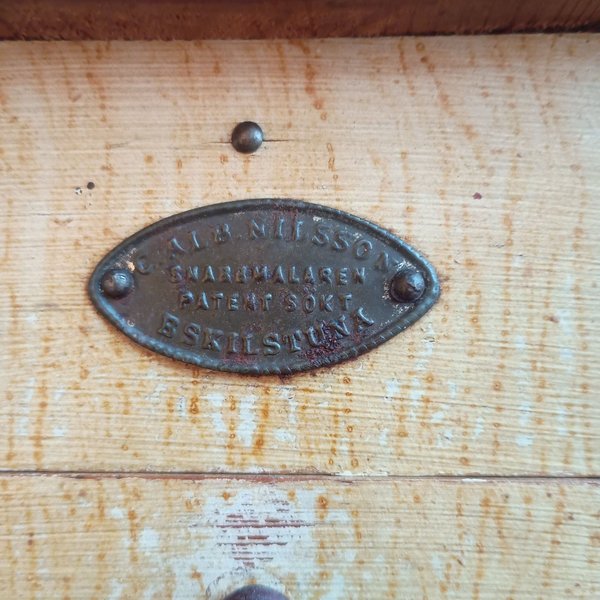 C. ALB. NILSSON
SNABBMALAREN
PATENT SÖKT
ESKILSTUNA